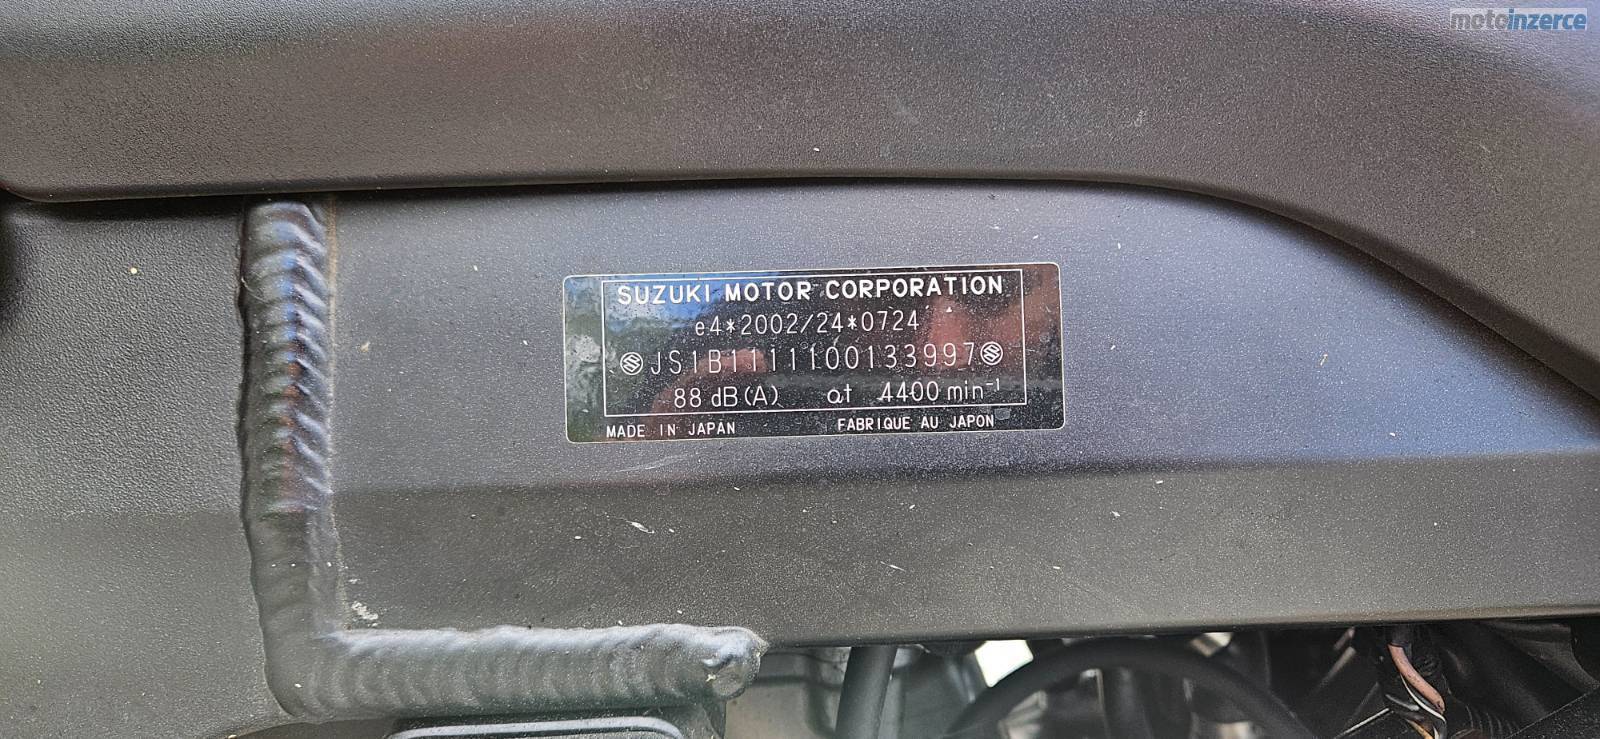 motoinzerce
SUZUKI MOTOR CORPORATION
e4*2002/24*0724
JS1B1111100133997
88 dB(A) at 4400 min⁻¹
MADE IN JAPAN FABRIQUE AU JAPON